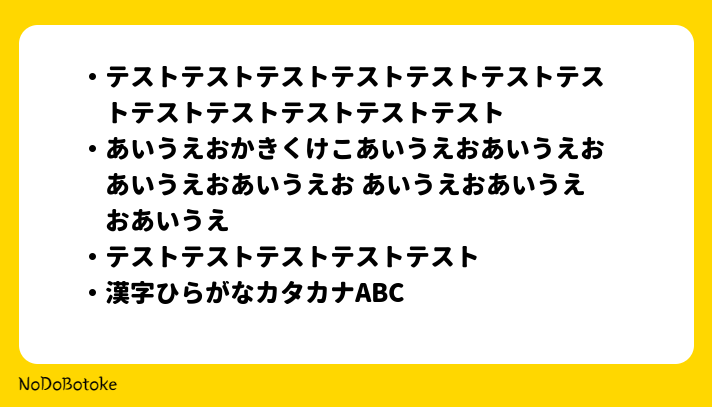 ・テストテストテストテストテストテストテス
トテストテストテストテストテスト
・あいうえおかきくけこあいうえおあいうえお
あいうえおあいうえお あいうえおあいうえ
おあいうえ
・テストテストテストテストテスト
・漢字ひらがなカタカナABC
NoDoBotoke